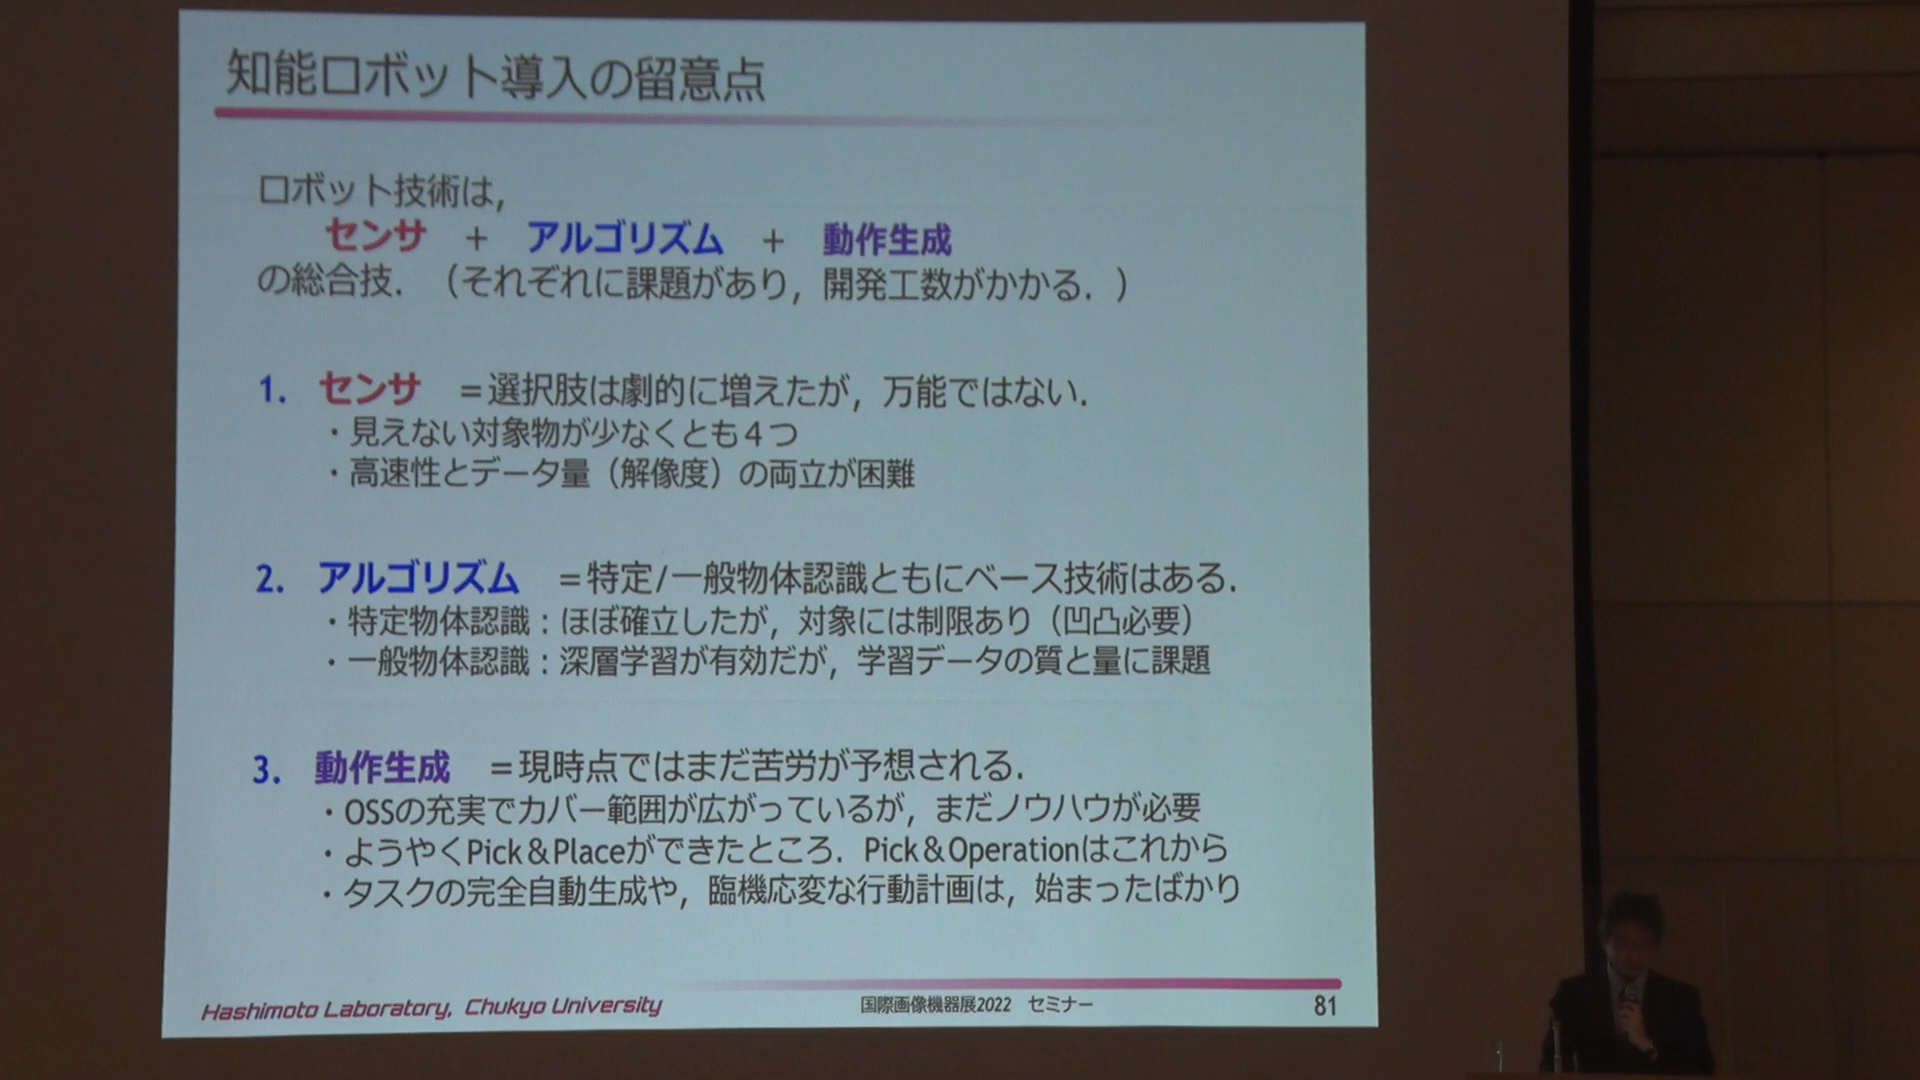 知能ロボット導入の留意点
ロボット技術は，
センサ + アルゴリズム + 動作生成
の総合技．（それぞれに課題があり，開発工数がかかる．）
1. センサ ＝選択肢は劇的に増えたが，万能ではない．
・見えない対象物が少なくとも４つ
・高速性とデータ量（解像度）の両立が困難
2. アルゴリズム ＝特定/一般物体認識ともにベース技術はある．
・特定物体認識：ほぼ確立したが，対象には制限あり（凹凸必要）
・一般物体認識：深層学習が有効だが，学習データの質と量に課題
3. 動作生成 ＝現時点ではまだ苦労が予想される．
・OSSの充実でカバー範囲が広がっているが，まだノウハウが必要
・ようやくPick＆Placeができたところ．Pick＆Operationはこれから
・タスクの完全自動生成や，臨機応変な行動計画は，始まったばかり
Hashimoto Laboratory, Chukyo University 国際画像機器展2022 セミナー 81